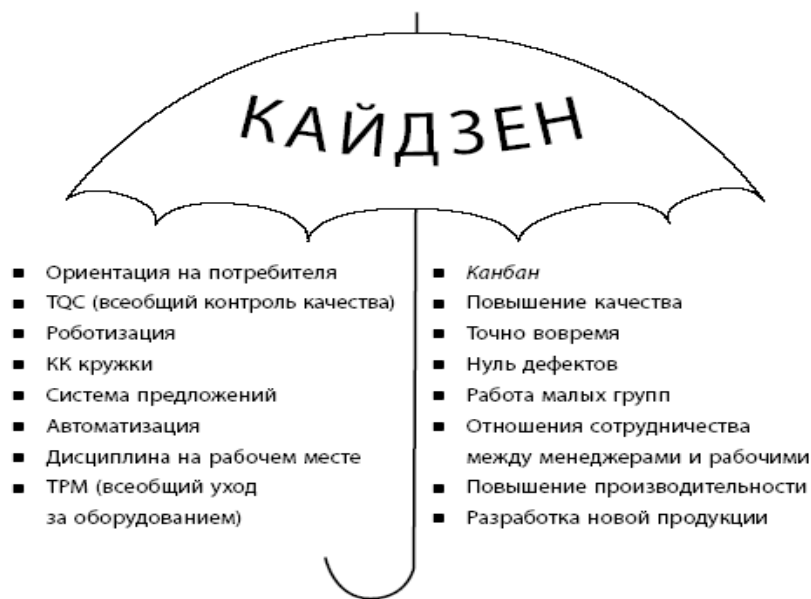 КАЙДЗЕН
■ Ориентация на потребителя
■ TQC (всеобщий контроль качества)
■ Роботизация
■ КК кружки
■ Система предложений
■ Автоматизация
■ Дисциплина на рабочем месте
■ TPM (всеобщий уход
за оборудованием)
■ Канбан
■ Повышение качества
■ Точно вовремя
■ Нуль дефектов
■ Работа малых групп
■ Отношения сотрудничества
между менеджерами и рабочими
■ Повышение производительности
■ Разработка новой продукции